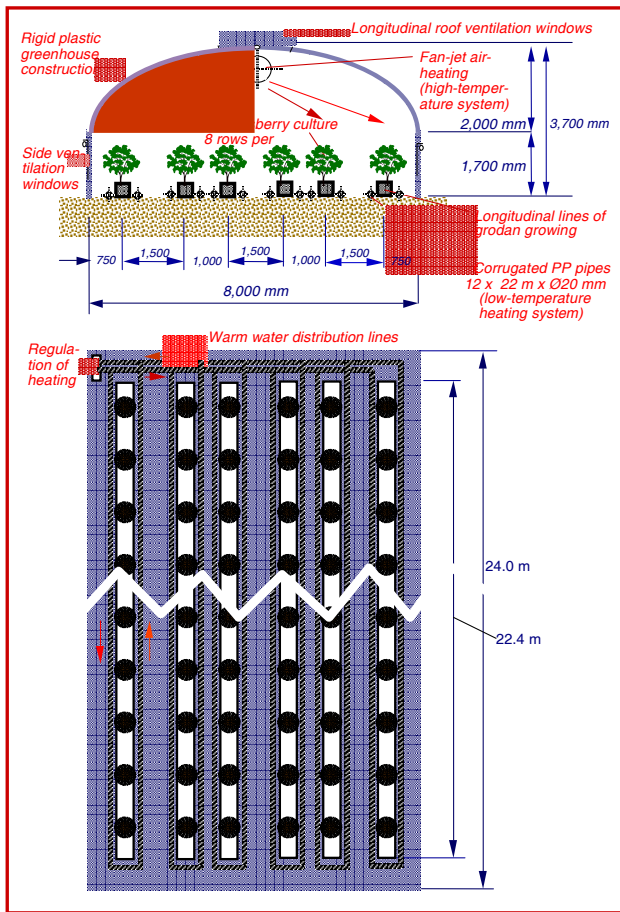 Longitudinal roof ventilation windows
Rigid plastic
greenhouse
construction
Fan-jet air-
heating
(high-temper-
ature system)
2,000 mm
3,700 mm
berry culture
8 rows per
Side ven-
tilation
windows
1,700 mm
Longitudinal lines of
grodan growing
750
1,500
1,000
1,500
1,000
1,500
750
Corrugated PP pipes
12 x 22 m x Ø20 mm
(low-temperature
heating system)
8,000 mm
Warm water distribution lines
Regula-
tion of
heating
24.0 m
22.4 m